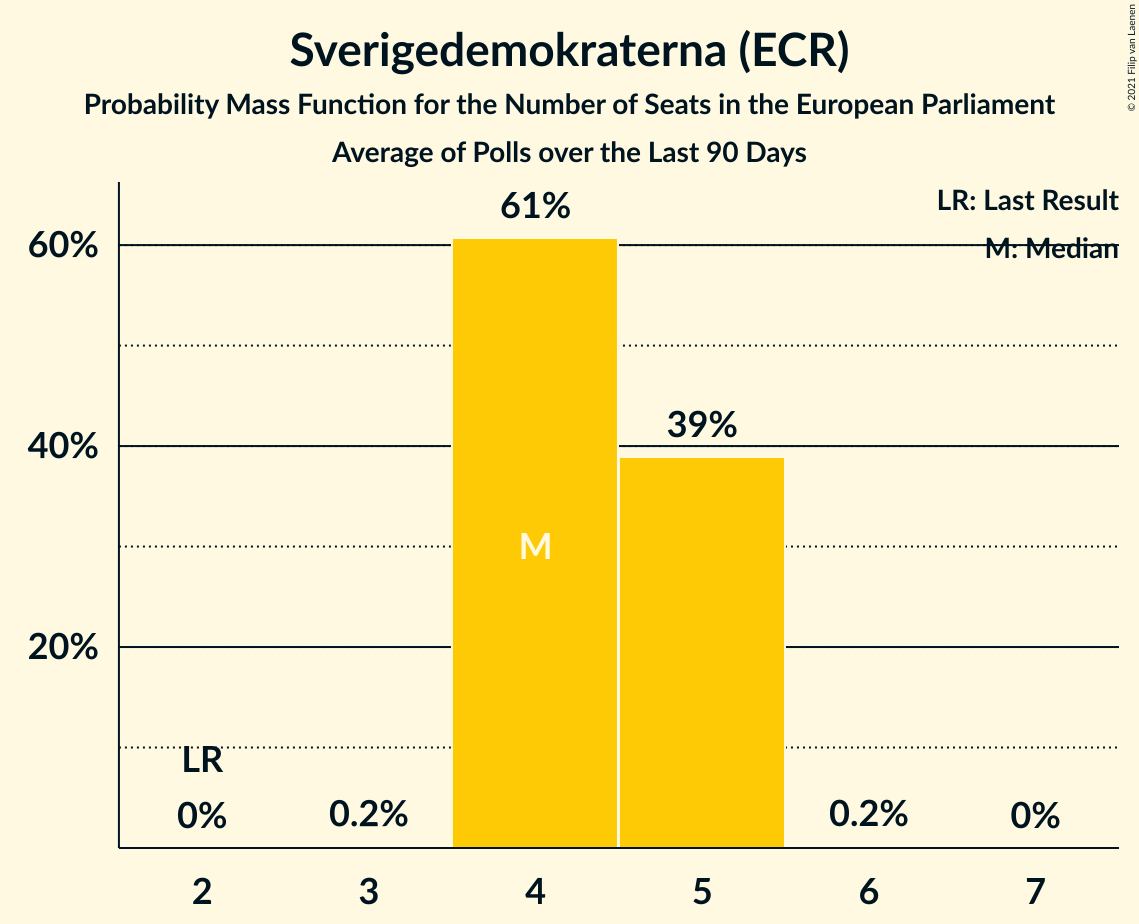 Sverigedemokraterna (ECR)
Probability Mass Function for the Number of Seats in the European Parliament
Average of Polls over the Last 90 Days
© 2021 Filip van Laenen
LR: Last Result
M: Median
61%
60%
39%
40%
M
20%
LR
0%
0.2%
0.2%
0%
2 3 4 5 6 7